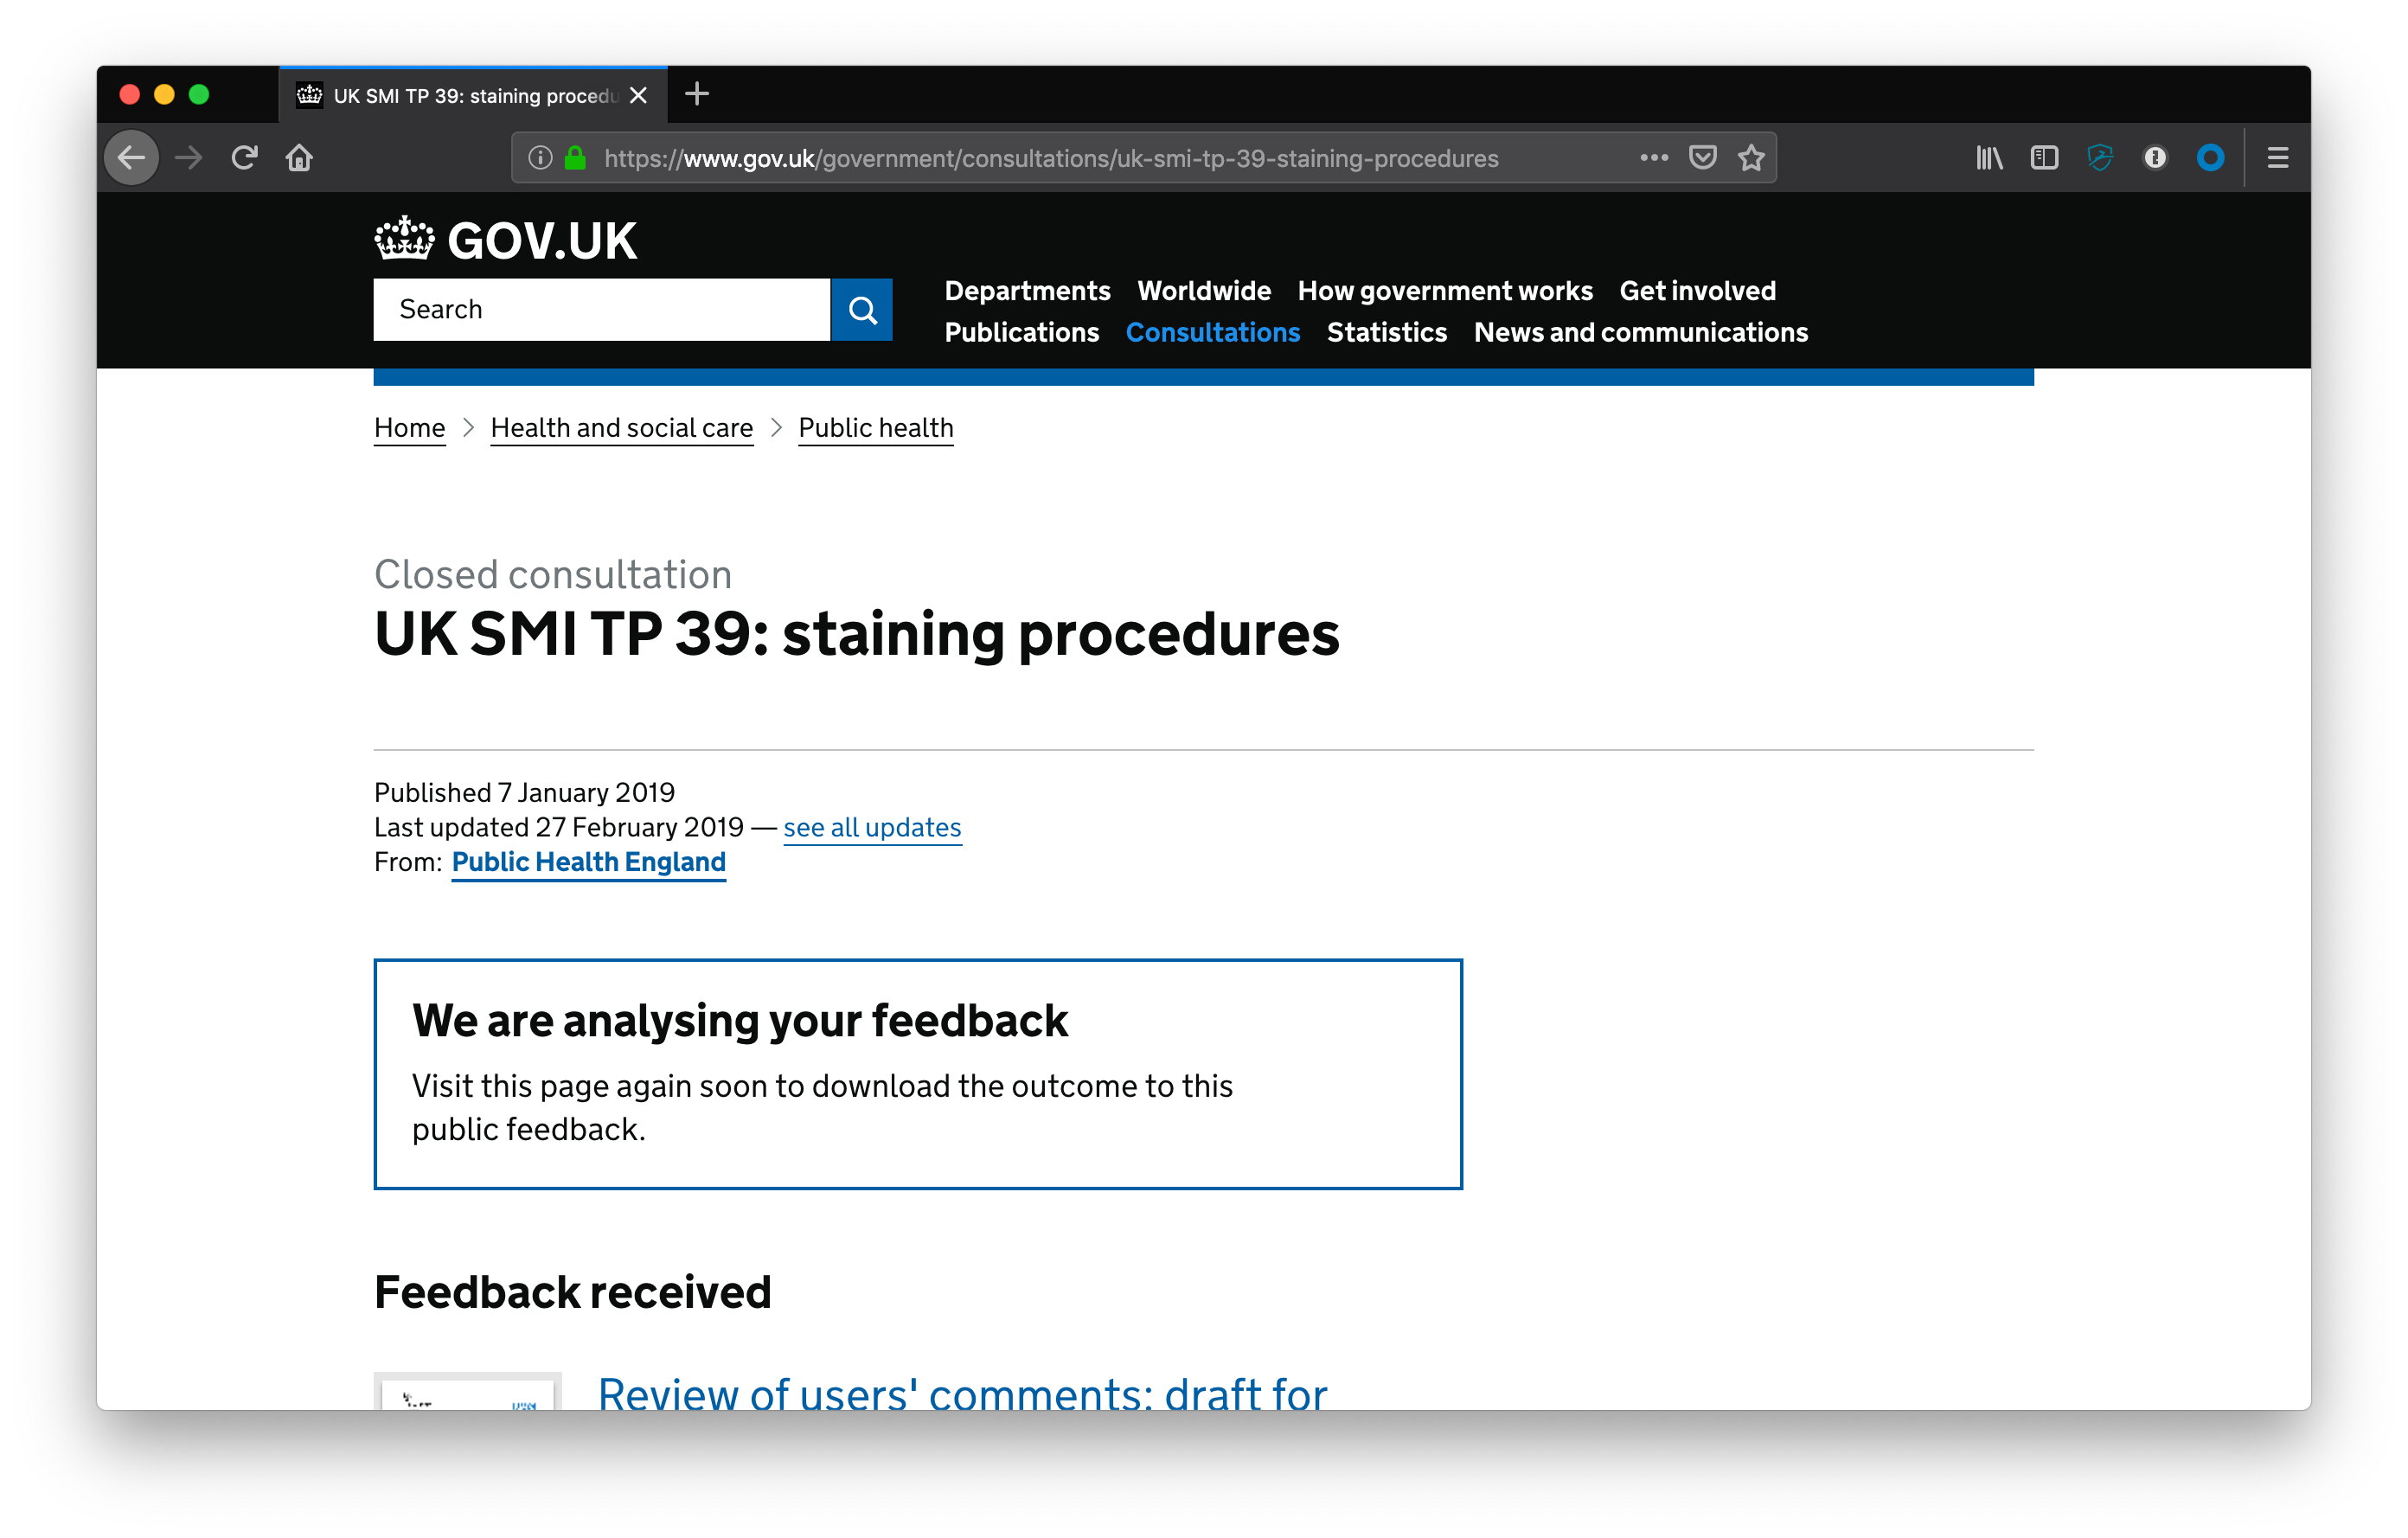 UK SMI TP 39: staining procedu
https://www.gov.uk/government/consultations/uk-smi-tp-39-staining-procedures
GOV.UK
Search
Departments Worldwide How government works Get involved
Publications Consultations Statistics News and communications
Home > Health and social care > Public health
Closed consultation
UK SMI TP 39: staining procedures
Published 7 January 2019
Last updated 27 February 2019 — see all updates
From: Public Health England
We are analysing your feedback
Visit this page again soon to download the outcome to this
public feedback.
Feedback received
Review of users' comments: draft for